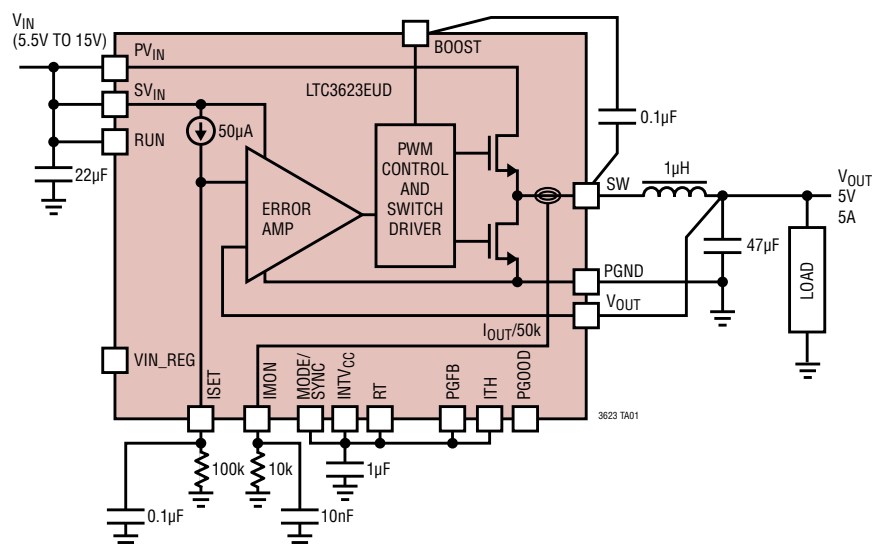 VIN
(5.5V TO 15V)
PVIN
SVIN
RUN
22µF
50µA
LTC3623EUD
BOOST
0.1µF
ERROR
AMP
PWM
CONTROL
AND
SWITCH
DRIVER
SW
1µH
VOUT
5V
5A
47µF
LOAD
PGND
VOUT
IOUT/50k
VIN_REG
ISET
IMON
MODE/
SYNC
INTVCC
RT
PGFB
ITH
PGOOD
3623 TA01
100k
10k
1µF
0.1µF
10nF